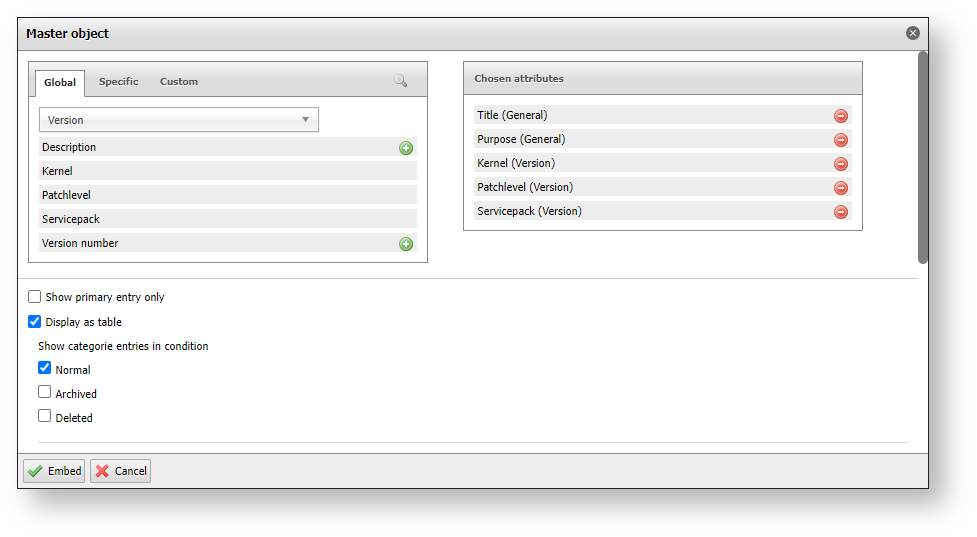 Master object
Global Specific Custom
Version
Description
Kernel
Patchlevel
Servicepack
Version number
Chosen attributes
Title (General)
Purpose (General)
Kernel (Version)
Patchlevel (Version)
Servicepack (Version)
Show primary entry only
Display as table
Show categorie entries in condition
Normal
Archived
Deleted
Embed Cancel